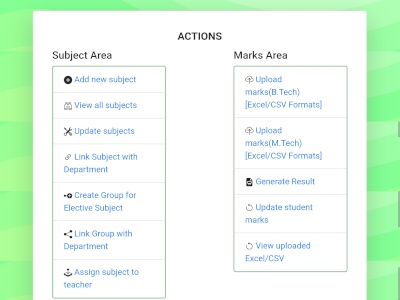 ACTIONS
Subject Area
Add new subject
View all subjects
Update subjects
Link Subject with
Department
Create Group for
Elective Subject
Link Group with
Department
Assign subject to
teacher
Marks Area
Upload
marks(B.Tech)
[Excel/CSV Formats]
Upload
marks(M.Tech)
[Excel/CSV Formats]
Generate Result
Update student
marks
View uploaded
Excel/CSV